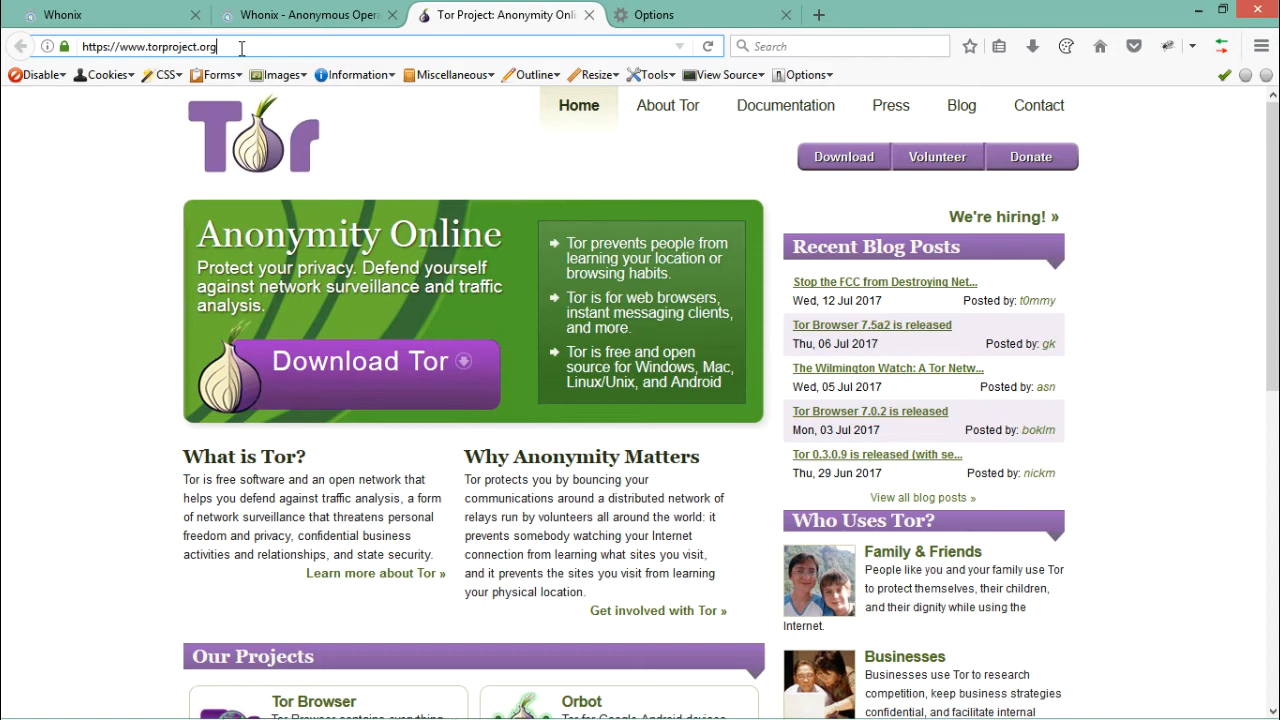 Whonix
Whonix - Anonymous Opera
Tor Project: Anonymity Onli
Options
https://www.torproject.org
Search
Disable
Cookies
CSS
Forms
Images
Information
Miscellaneous
Outline
Resize
Tools
View Source
Options
Tor
Home
About Tor
Documentation
Press
Blog
Contact
Download
Volunteer
Donate
Anonymity Online
Protect your privacy. Defend yourself
against network surveillance and traffic
analysis.
Download Tor
Tor prevents people from
learning your location or
browsing habits.
Tor is for web browsers,
instant messaging clients,
and more.
Tor is free and open
source for Windows, Mac,
Linux/Unix, and Android
We're hiring! »
Recent Blog Posts
Stop the FCC from Destroying Net...
Wed, 12 Jul 2017 Posted by: t0mmy
Tor Browser 7.5a2 is released
Thu, 06 Jul 2017 Posted by: gk
The Wilmington Watch: A Tor Netw...
Wed, 05 Jul 2017 Posted by: asn
Tor Browser 7.0.2 is released
Mon, 03 Jul 2017 Posted by: boklm
Tor 0.3.0.9 is released (with se...
Thu, 29 Jun 2017 Posted by: nickm
View all blog posts »
What is Tor?
Tor is free software and an open network that
helps you defend against traffic analysis, a form
of network surveillance that threatens personal
freedom and privacy, confidential business
activities and relationships, and state security.
Learn more about Tor »
Why Anonymity Matters
Tor protects you by bouncing your
communications around a distributed network of
relays run by volunteers all around the world: it
prevents somebody watching your Internet
connection from learning what sites you visit,
and it prevents the sites you visit from learning
your physical location.
Get involved with Tor »
Who Uses Tor?
Family & Friends
People like you and your family use Tor
to protect themselves, their children,
and their dignity while using the
Internet.
Businesses
Businesses use Tor to research
competition, keep business strategies
confidential, and facilitate internal
Our Projects
Tor Browser
Tor Browser contains everything
Orbot
Tor for Google Android devices